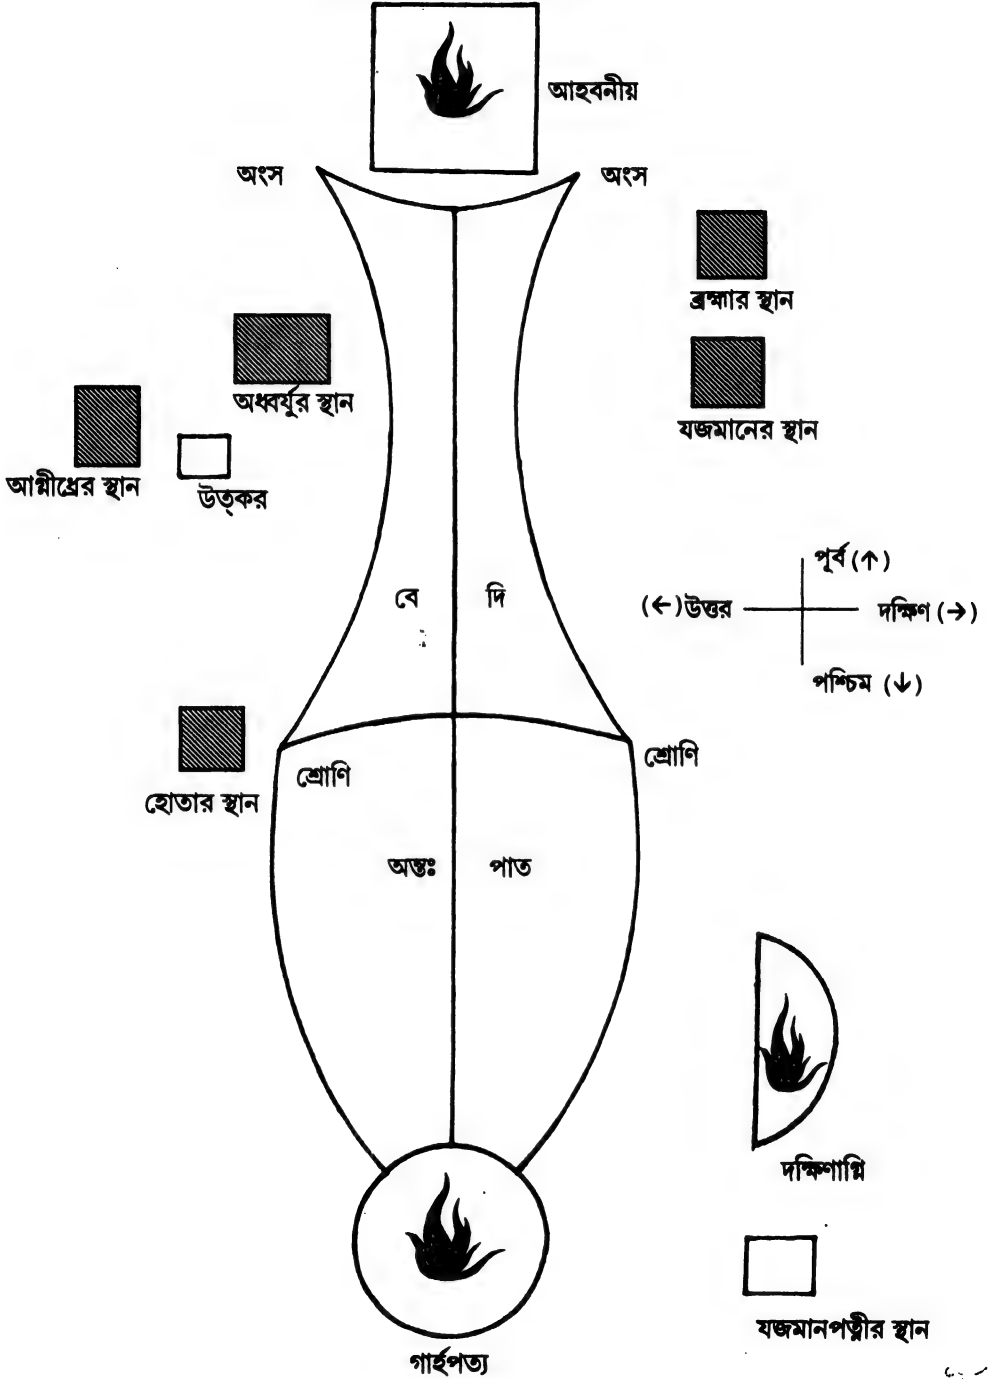 আহবনীয়
অংস
অংস
ব্রহ্মার স্থান
অধ্বর্যুর স্থান
যজমানের স্থান
আগ্নীধ্রের স্থান
উত্‌কর
পূর্ব (↑)
বে দি
(←) উত্তর
দক্ষিণ (→)
পশ্চিম (↓)
শ্রোণি
শ্রোণি
হোতার স্থান
অন্তঃ পাত
দক্ষিণাগ্নি
যজমানপত্নীর স্থান
গার্হপত্য